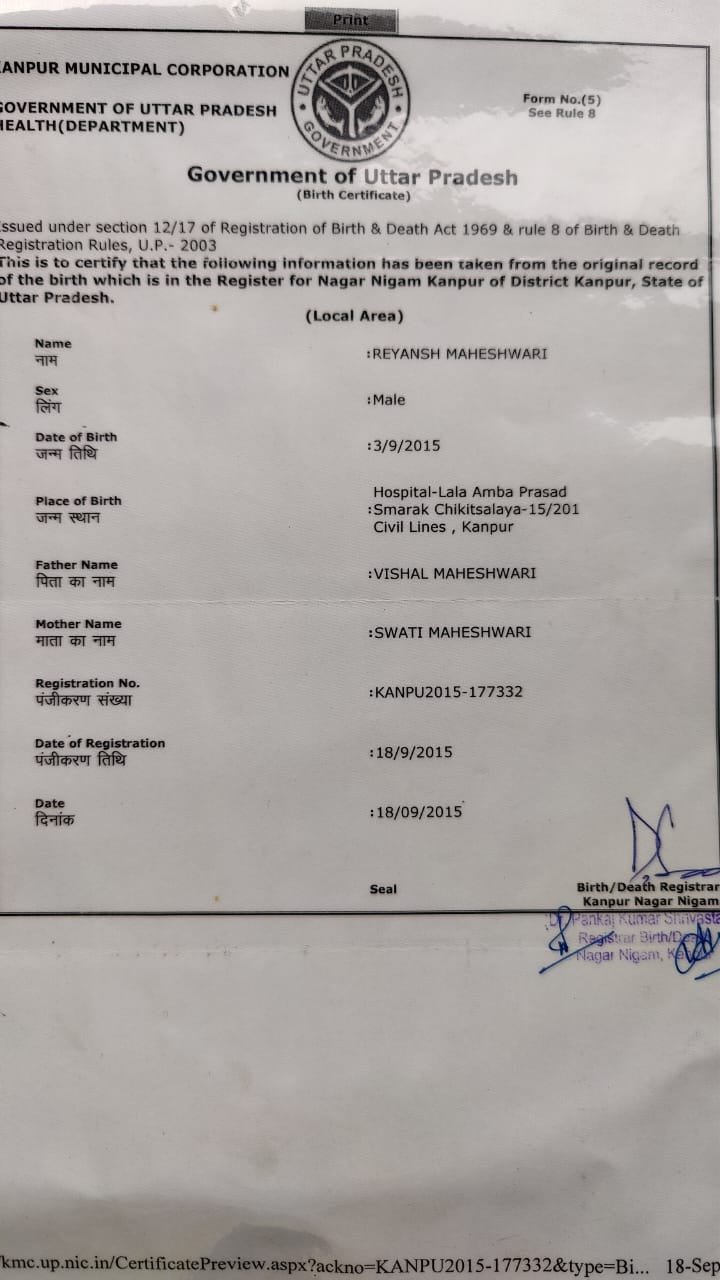 Print
KANPUR MUNICIPAL CORPORATION
GOVERNMENT OF UTTAR PRADESH
HEALTH(DEPARTMENT)
UTTAR PRADESH
GOVERNMENT
Form No.(5)
See Rule 8
Government of Uttar Pradesh
(Birth Certificate)
Issued under section 12/17 of Registration of Birth & Death Act 1969 & rule 8 of Birth & Death
Registration Rules, U.P.- 2003
This is to certify that the following information has been taken from the original record
of the birth which is in the Register for Nagar Nigam Kanpur of District Kanpur, State of
Uttar Pradesh.
(Local Area)
Name
नाम
:REYANSH MAHESHWARI
Sex
लिंग
:Male
Date of Birth
जन्म तिथि
:3/9/2015
Place of Birth
जन्म स्थान
Hospital-Lala Amba Prasad
:Smarak Chikitsalaya-15/201
Civil Lines , Kanpur
Father Name
पिता का नाम
:VISHAL MAHESHWARI
Mother Name
माता का नाम
:SWATI MAHESHWARI
Registration No.
पंजीकरण संख्या
:KANPU2015-177332
Date of Registration
पंजीकरण तिथि
:18/9/2015
Date
दिनांक
:18/09/2015
Seal
Birth/Death Registrar
Kanpur Nagar Nigam
Dr. Pankaj Kumar Shrivasta
Registrar Birth/De
Nagar Nigam,
/kmc.up.nic.in/CertificatePreview.aspx?ackno=KANPU2015-177332&type=Bi... 18-Sep